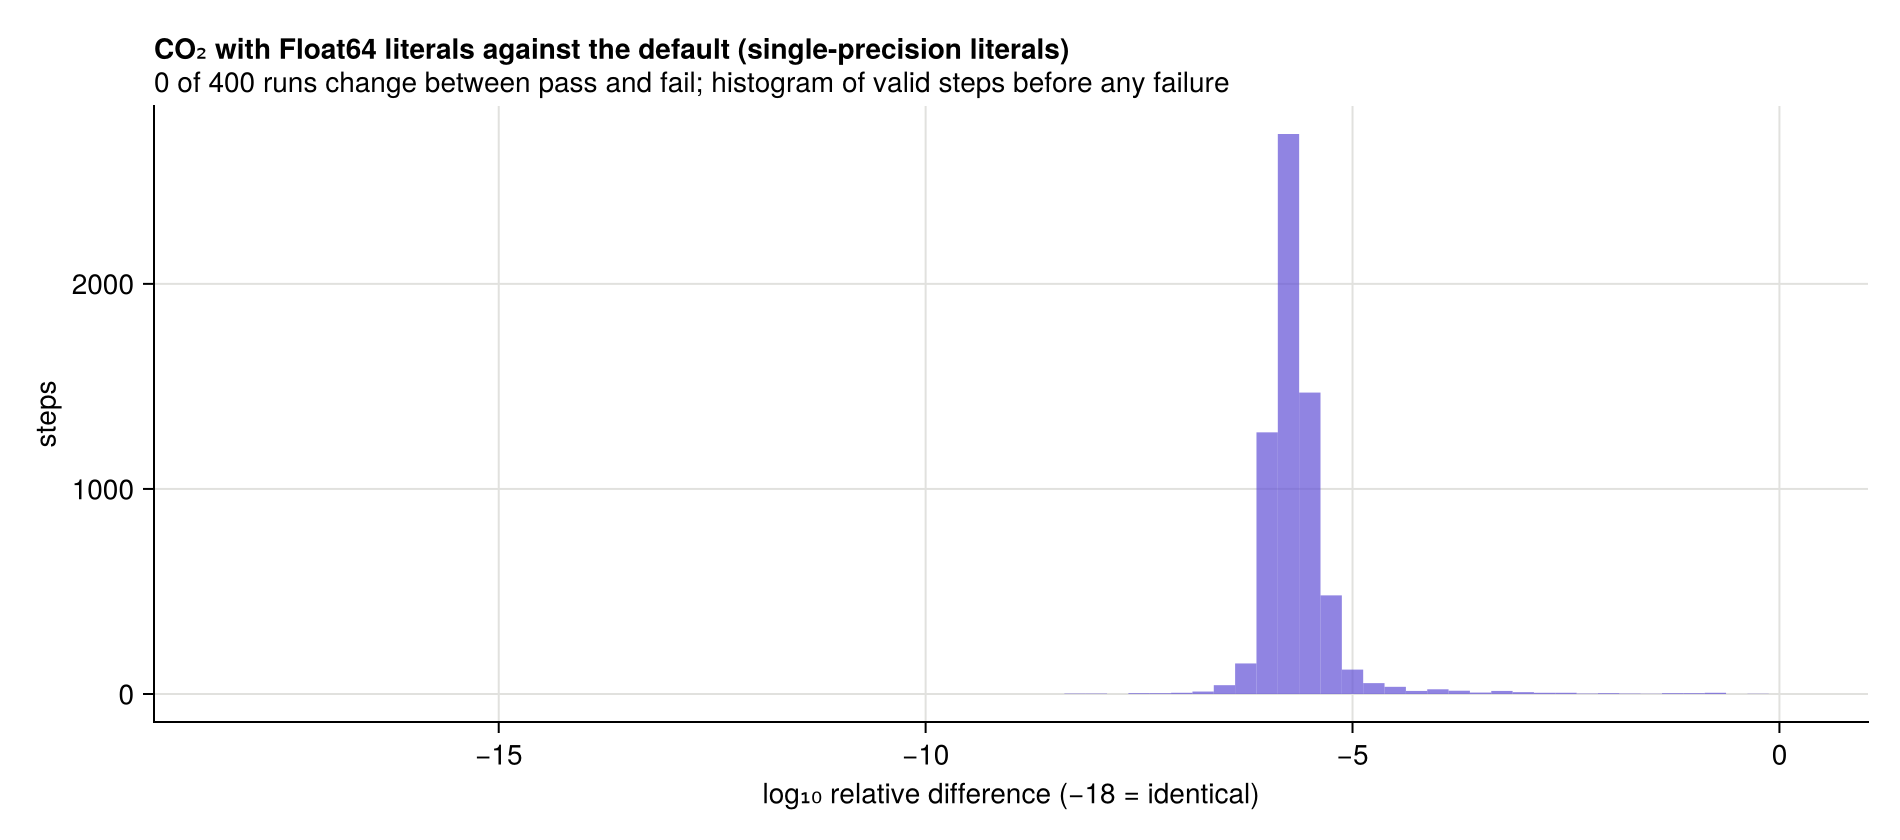 CO₂ with Float64 literals against the default (single-precision literals)
0 of 400 runs change between pass and fail; histogram of valid steps before any failure
steps
2000
1000
0
−15
−10
−5
0
log₁₀ relative difference (−18 = identical)